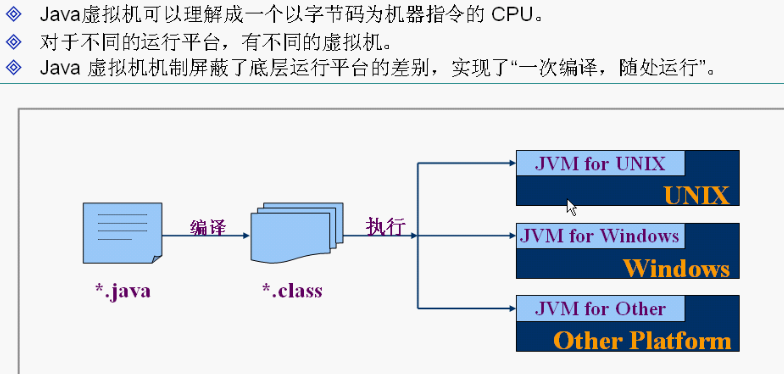 Java虚拟机可以理解成一个以字节码为机器指令的 CPU。
对于不同的运行平台，有不同的虚拟机。
Java 虚拟机机制屏蔽了底层运行平台的差别，实现了“一次编译，随处运行”。
JVM for UNIX
UNIX
编译
执行
JVM for Windows
Windows
*.java
*.class
JVM for Other
Other Platform